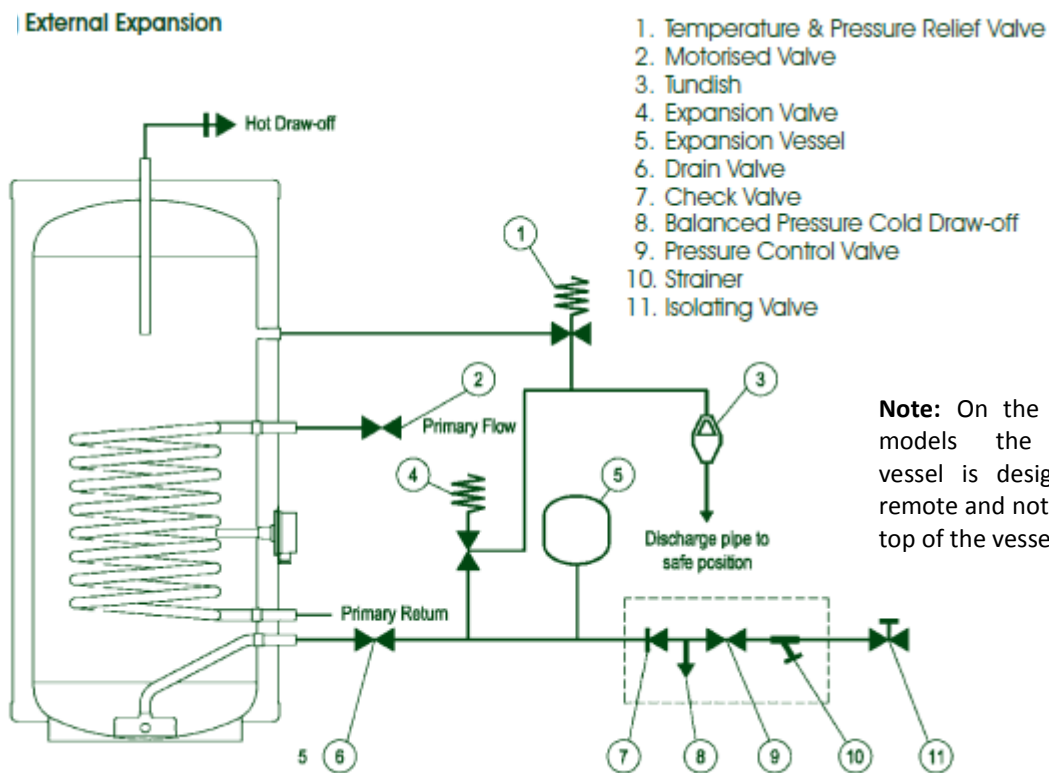 External Expansion
1. Temperature & Pressure Relief Valve
2. Motorised Valve
3. Tundish
4. Expansion Valve
5. Expansion Vessel
6. Drain Valve
7. Check Valve
8. Balanced Pressure Cold Draw-off
9. Pressure Control Valve
10. Strainer
11. Isolating Valve
Hot Draw-off
1
2
Primary Flow
3
4
5
Note: On the
models the
vessel is
remote and not
top of the
Discharge pipe to
safe position
Primary Return
5
6
7
8
9
10
11